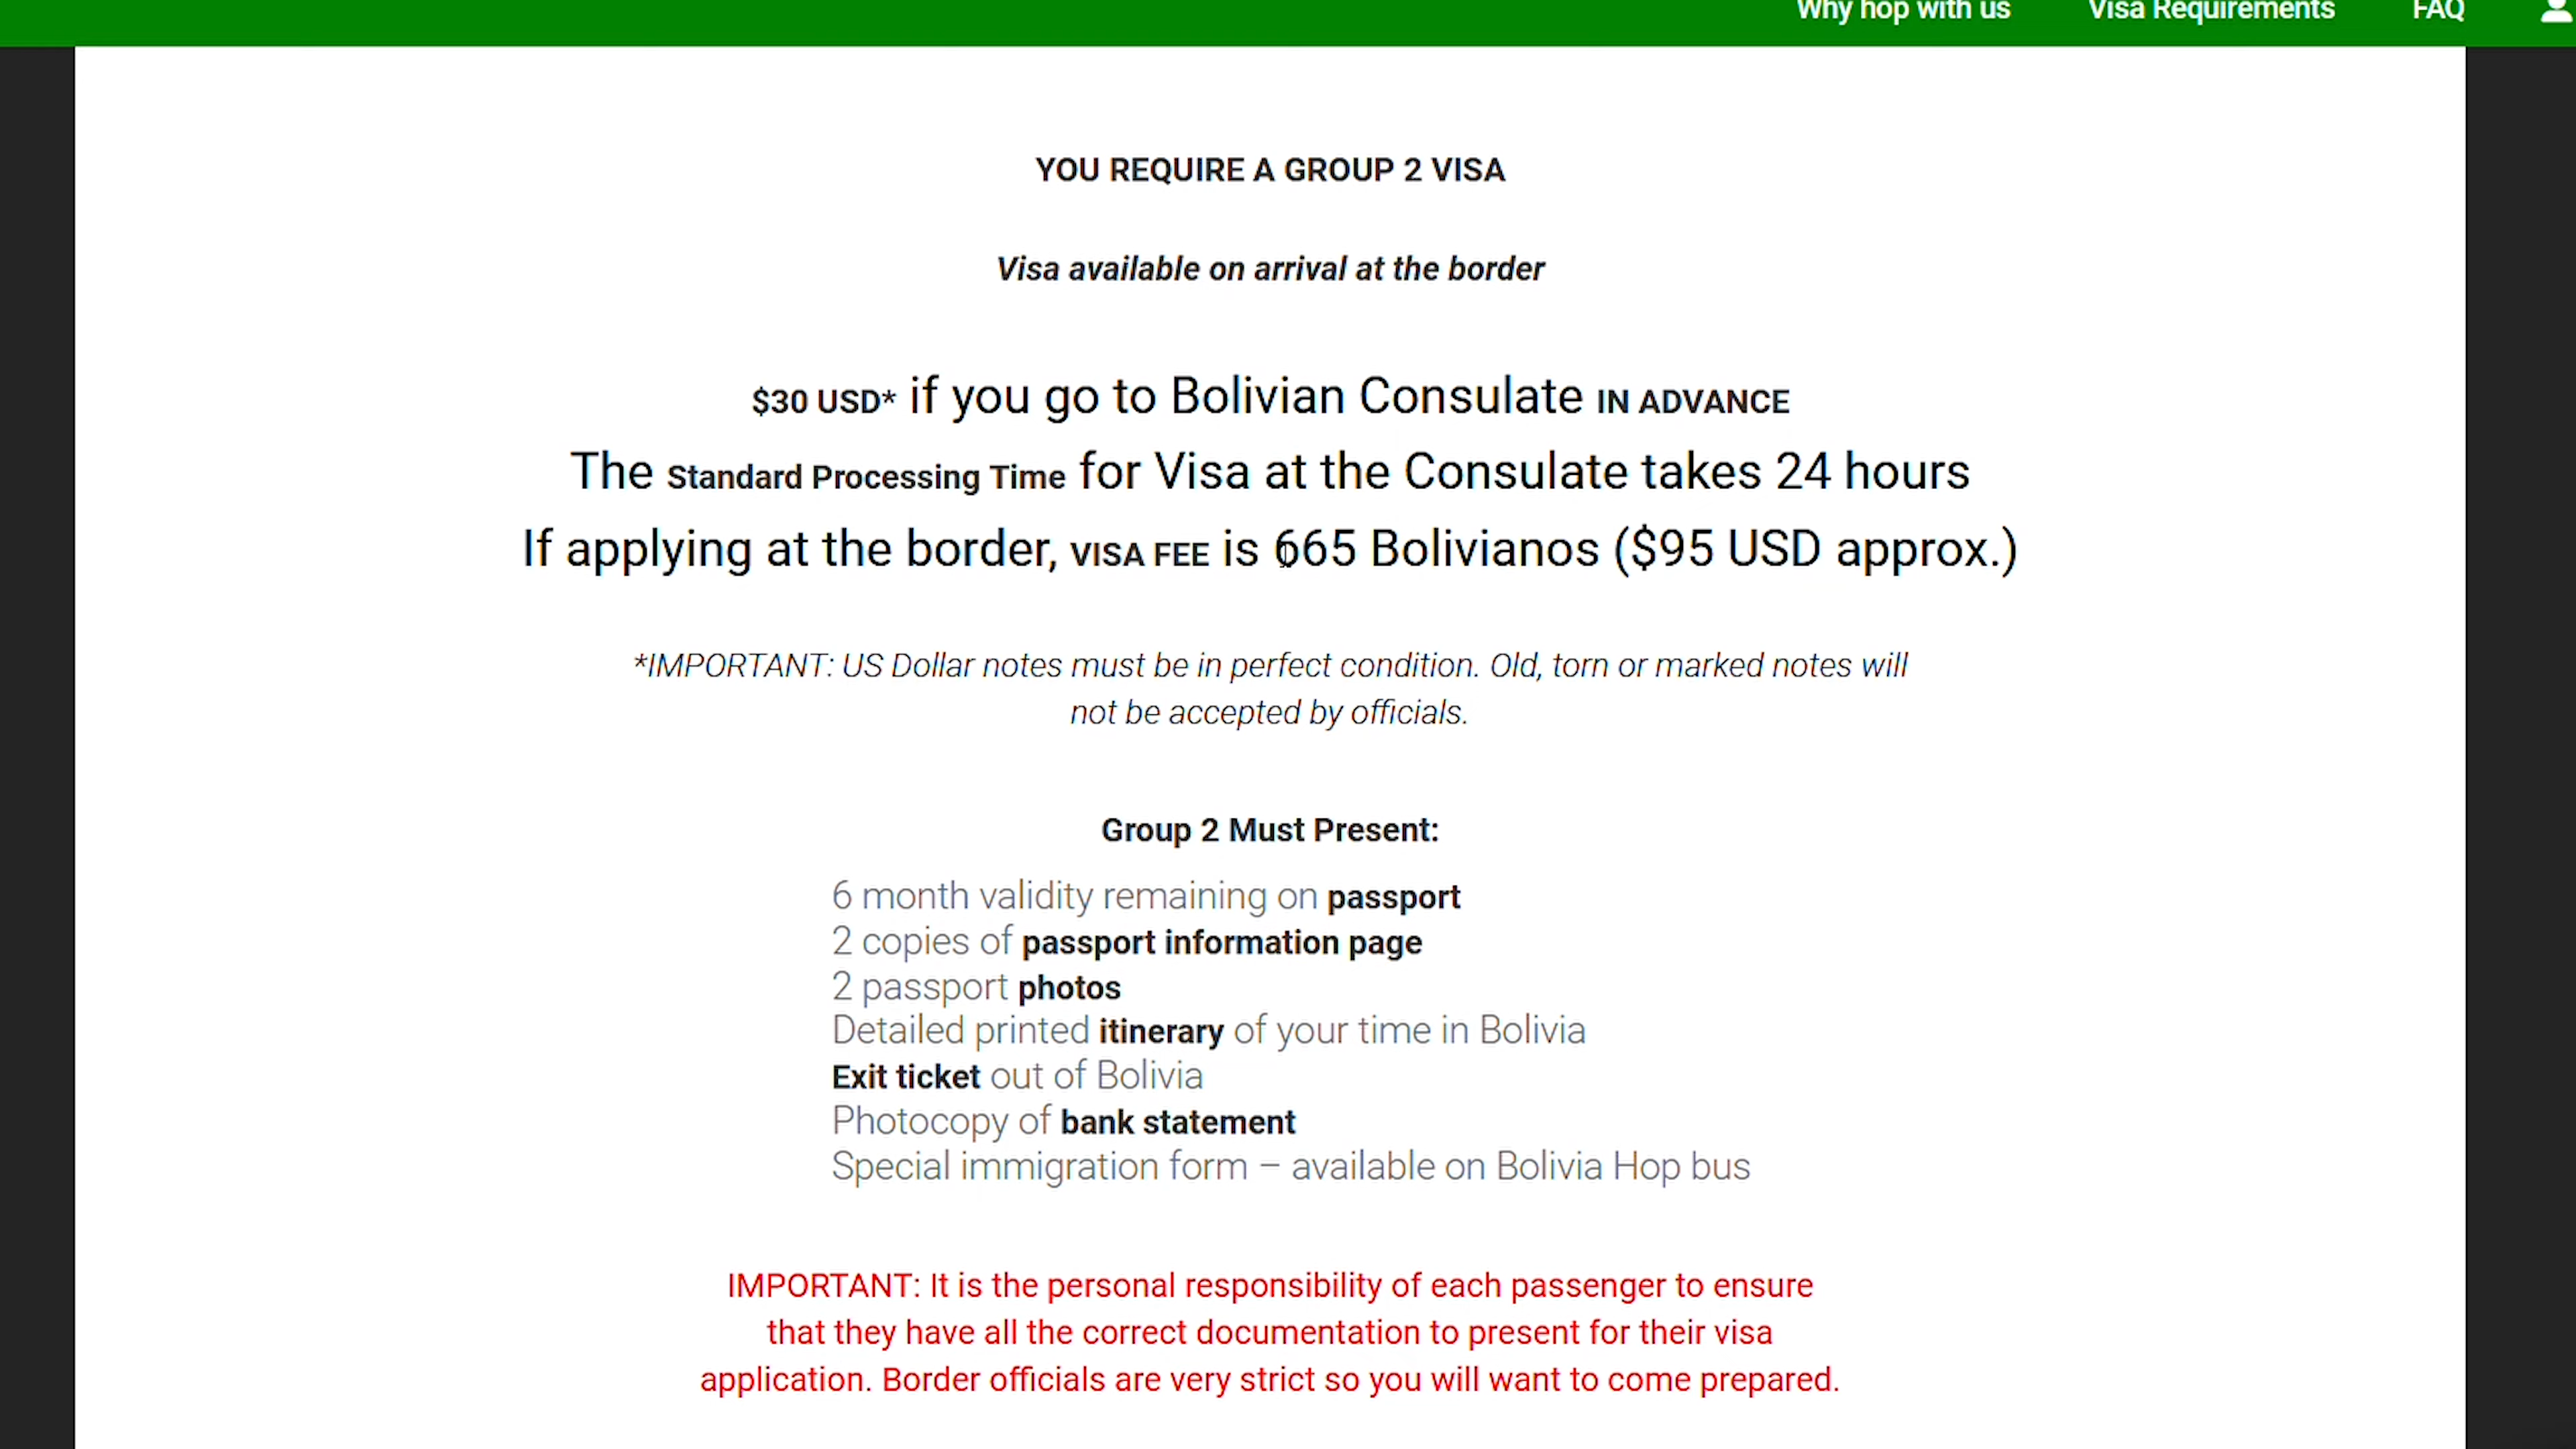 Why hop with us Visa Requirements FAQ
YOU REQUIRE A GROUP 2 VISA
Visa available on arrival at the border
$30 USD* if you go to Bolivian Consulate IN ADVANCE
The Standard Processing Time for Visa at the Consulate takes 24 hours
If applying at the border, VISA FEE is 665 Bolivianos ($95 USD approx.)
*IMPORTANT: US Dollar notes must be in perfect condition. Old, torn or marked notes will
not be accepted by officials.
Group 2 Must Present:
6 month validity remaining on passport
2 copies of passport information page
2 passport photos
Detailed printed itinerary of your time in Bolivia
Exit ticket out of Bolivia
Photocopy of bank statement
Special immigration form – available on Bolivia Hop bus
IMPORTANT: It is the personal responsibility of each passenger to ensure
that they have all the correct documentation to present for their visa
application. Border officials are very strict so you will want to come prepared.